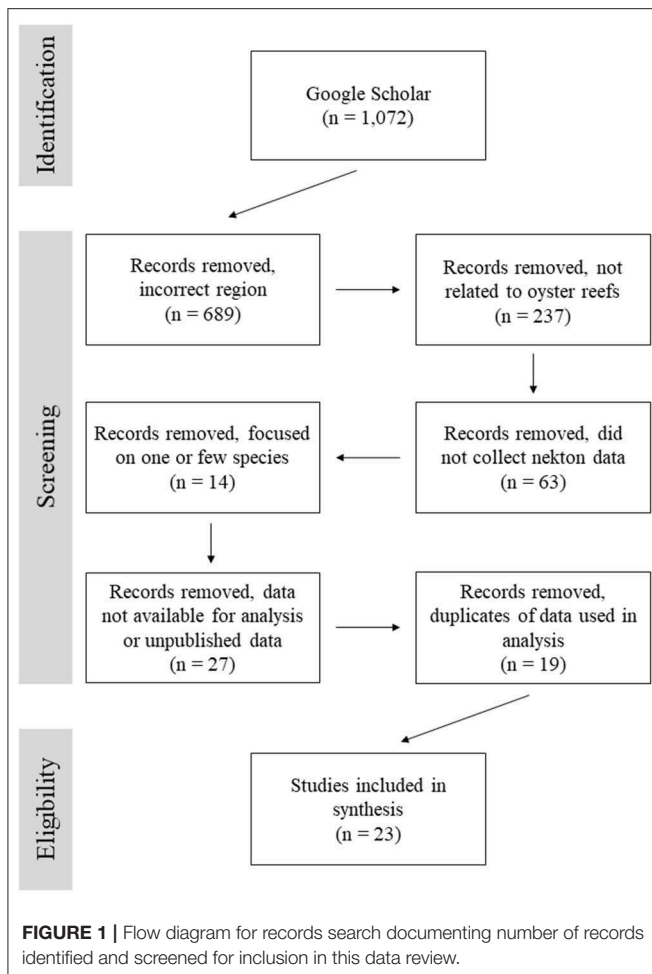 Identification
Google Scholar
(n = 1,072)
Screening
Records removed,
incorrect region
(n = 689)
Records removed, not
related to oyster reefs
(n = 237)
Records removed, did
not collect nekton data
(n = 63)
Records removed, focused
on one or few species
(n = 14)
Records removed, data
not available for analysis
or unpublished data
(n = 27)
Records removed,
duplicates of data used in
analysis
(n = 19)
Eligibility
Studies included in
synthesis
(n = 23)
FIGURE 1 | Flow diagram for records search documenting number of records
identified and screened for inclusion in this data review.